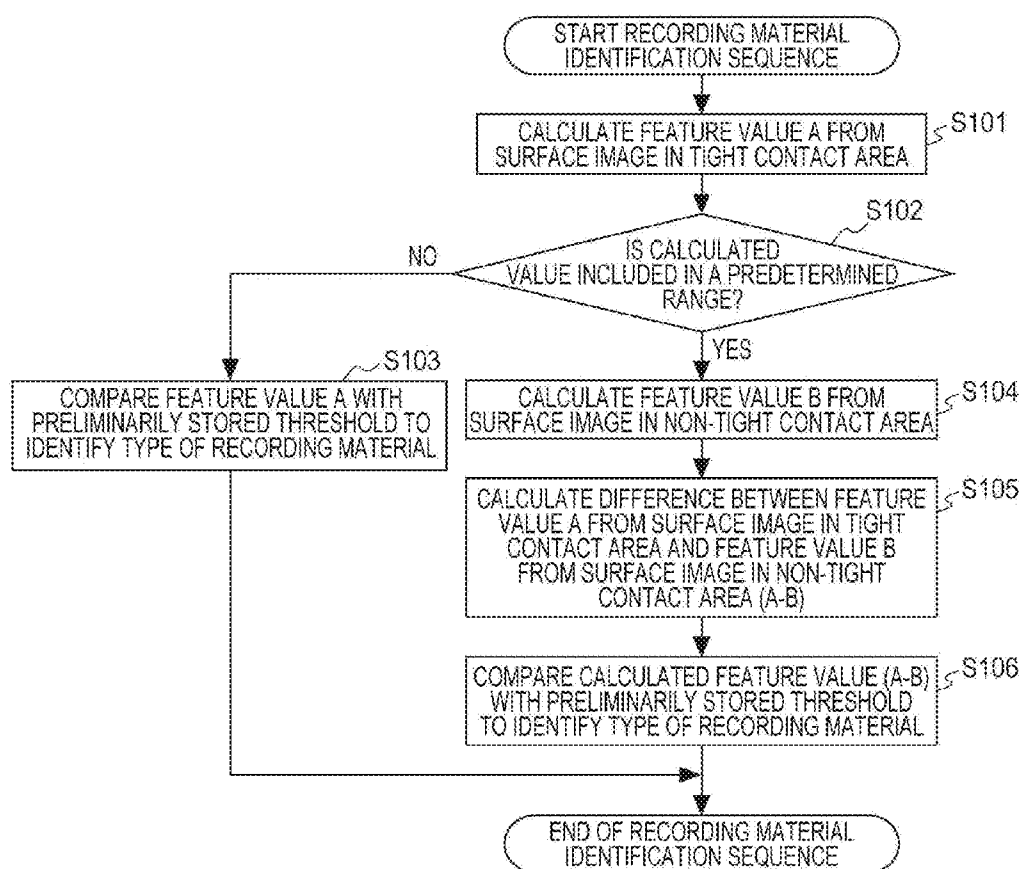 START RECORDING MATERIAL
IDENTIFICATION SEQUENCE
S101
CALCULATE FEATURE VALUE A FROM
SURFACE IMAGE IN TIGHT CONTACT AREA
S102
IS CALCULATED
VALUE INCLUDED IN A PREDETERMINED
RANGE?
NO
YES
S103
COMPARE FEATURE VALUE A WITH
PRELIMINARILY STORED THRESHOLD TO
IDENTIFY TYPE OF RECORDING MATERIAL
S104
CALCULATE FEATURE VALUE B FROM
SURFACE IMAGE IN NON-TIGHT CONTACT AREA
S105
CALCULATE DIFFERENCE BETWEEN FEATURE
VALUE A FROM SURFACE IMAGE IN TIGHT
CONTACT AREA AND FEATURE VALUE B
FROM SURFACE IMAGE IN NON-TIGHT
CONTACT AREA (A-B)
S106
COMPARE CALCULATED FEATURE VALUE (A-B)
WITH PRELIMINARILY STORED THRESHOLD
TO IDENTIFY TYPE OF RECORDING MATERIAL
END OF RECORDING MATERIAL
IDENTIFICATION SEQUENCE